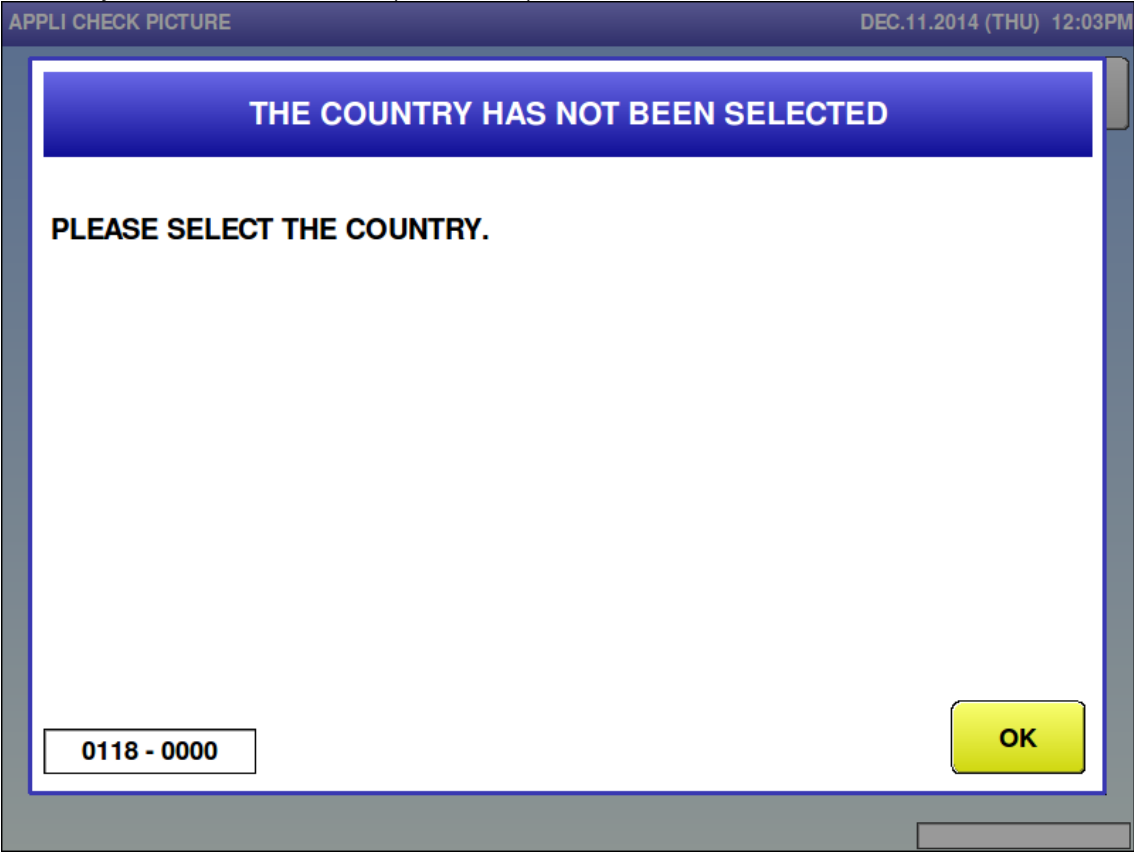 APPLI CHECK PICTURE DEC.11.2014 (THU) 12:03PM
THE COUNTRY HAS NOT BEEN SELECTED
PLEASE SELECT THE COUNTRY.
0118 - 0000
OK